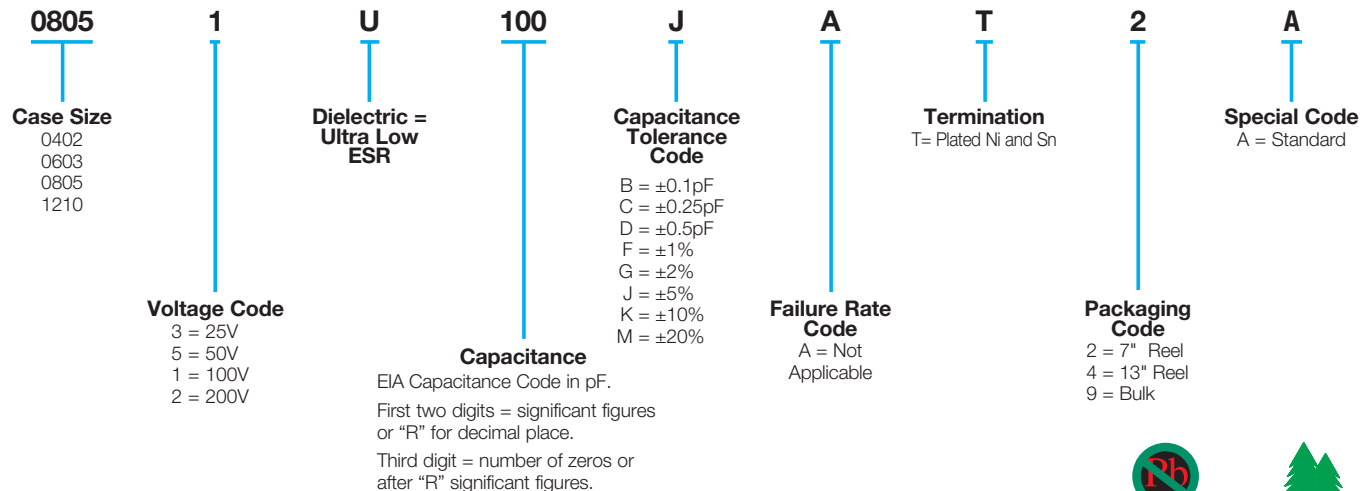 0805 1 U 100 J A T 2 A
Case Size
0402
0603
0805
1210
Voltage Code
3 = 25V
5 = 50V
1 = 100V
2 = 200V
Dielectric =
Ultra Low
ESR
Capacitance
EIA Capacitance Code in pF.
First two digits = significant figures
or “R” for decimal place.
Third digit = number of zeros or
after “R” significant figures.
Capacitance
Tolerance
Code
B = ±0.1pF
C = ±0.25pF
D = ±0.5pF
F = ±1%
G = ±2%
J = ±5%
K = ±10%
M = ±20%
Failure Rate
Code
A = Not
Applicable
Termination
T= Plated Ni and Sn
Packaging
Code
2 = 7" Reel
4 = 13" Reel
9 = Bulk
Special Code
A = Standard
Pb